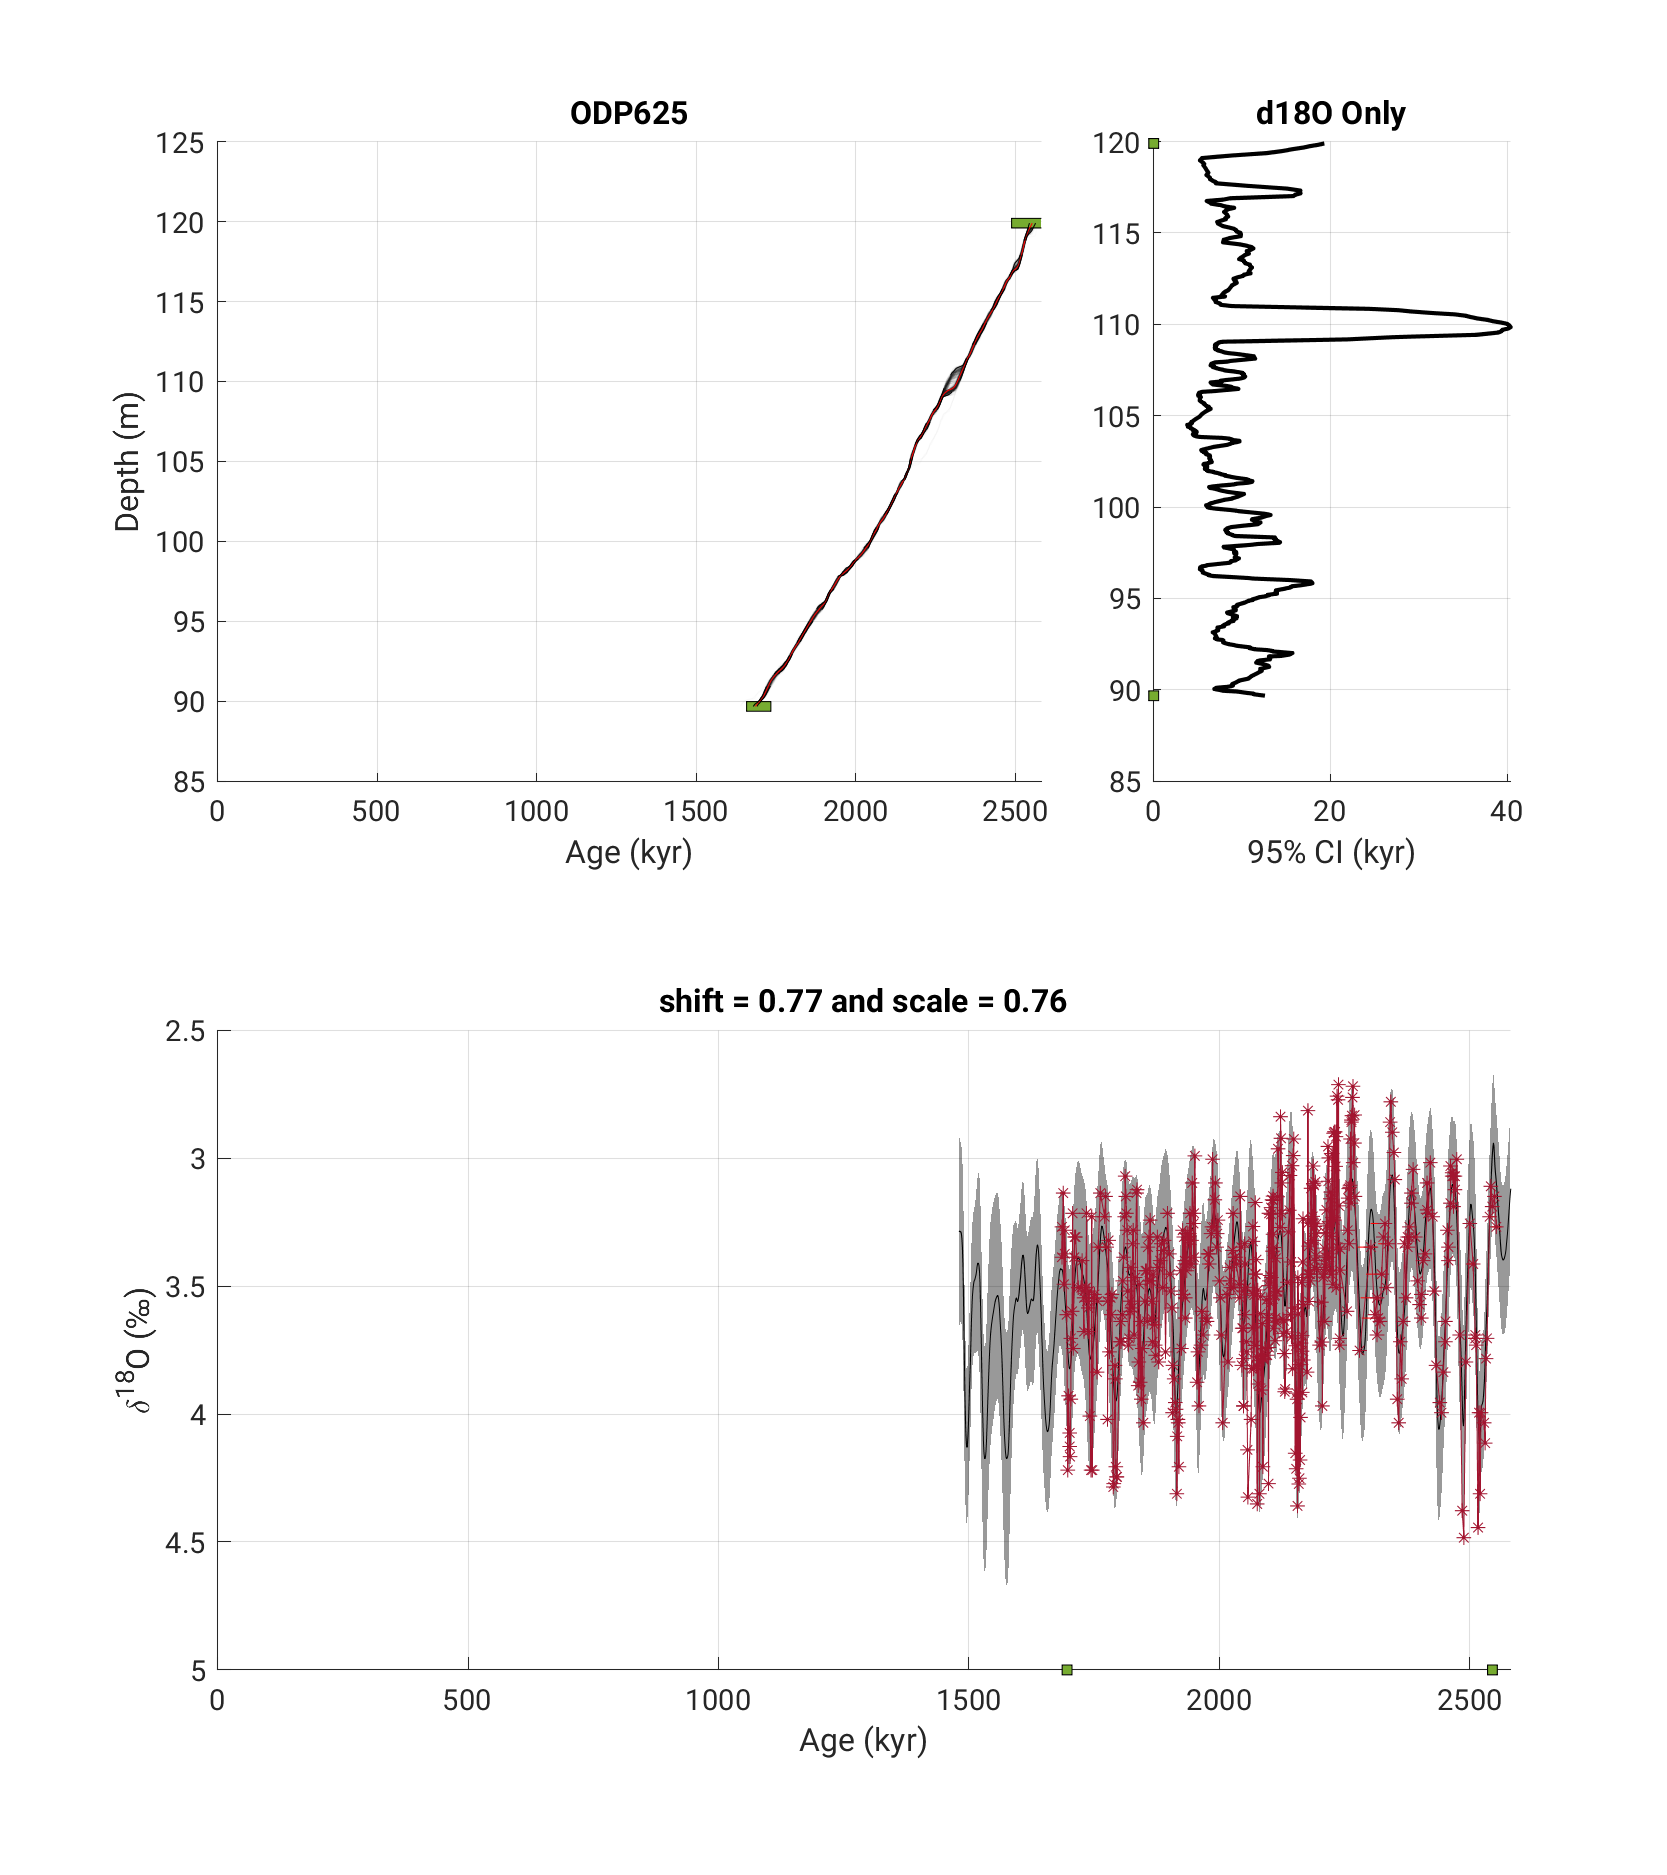 ODP625
125
120
115
110
105
100
95
90
85
Depth (m)
0 500 1000 1500 2000 2500
Age (kyr)
d18O Only
120
115
110
105
100
95
90
85
0 20 40
95% CI (kyr)
shift = 0.77 and scale = 0.76
2.5
3
3.5
4
4.5
5
δ18O (‰)
0 500 1000 1500 2000 2500
Age (kyr)